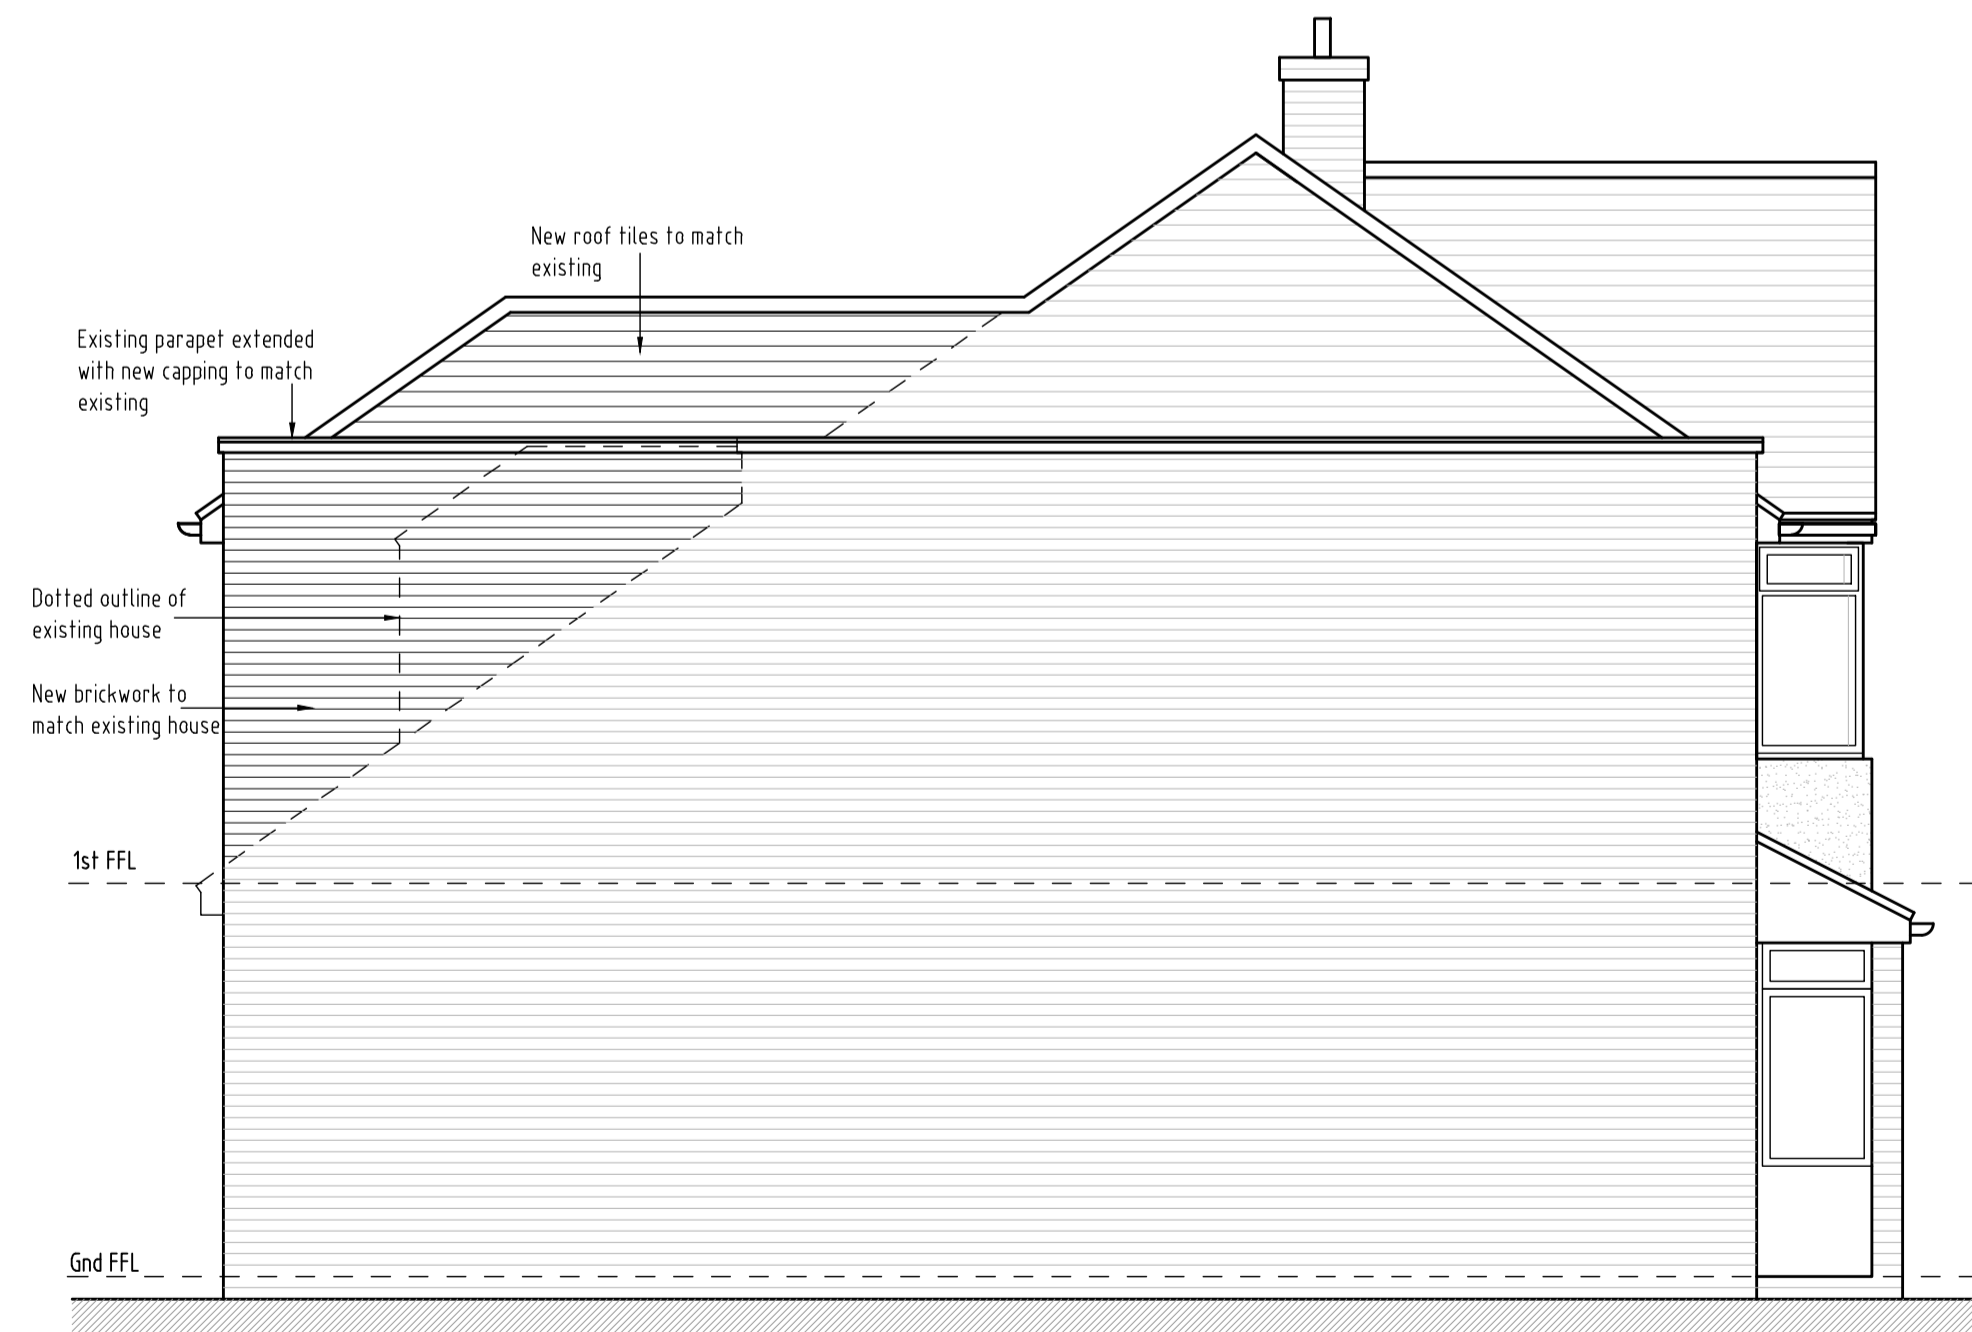 New roof tiles to match
existing
Existing parapet extended
with new capping to match
existing
Dotted outline of
existing house
New brickwork to
match existing house
1st FFL
Gnd FFL